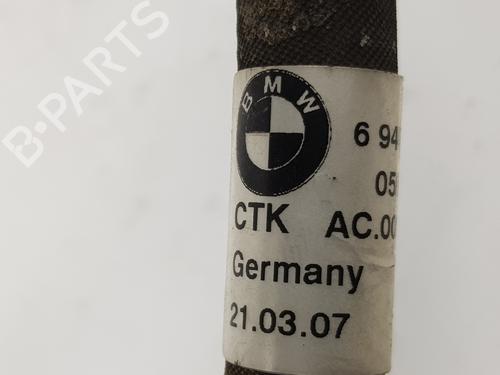 B-PARTS
BMW
6 94
05
CTK AC.00
Germany
21.03.07